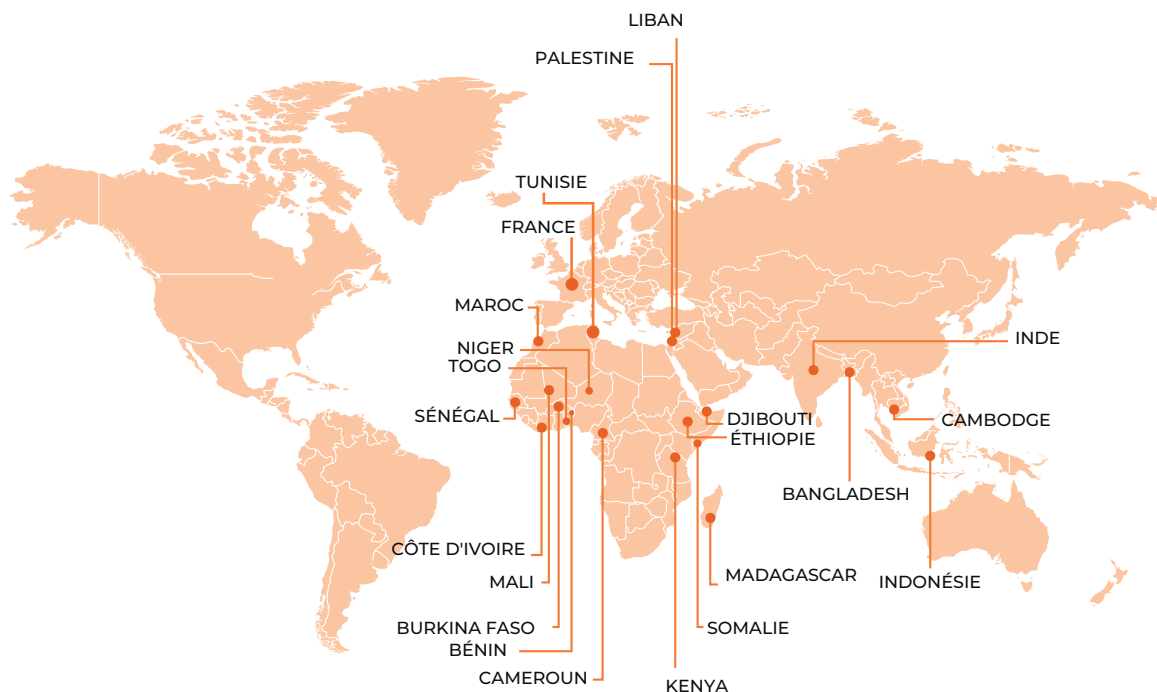 LIBAN
PALESTINE
TUNISIE
FRANCE
MAROC
INDE
NIGER
TOGO
SÉNÉGAL
DJIBOUTI
CAMBODGE
ÉTHIOPIE
BANGLADESH
CÔTE D'IVOIRE
MADAGASCAR
INDONÉSIE
MALI
BURKINA FASO
SOMALIE
BÉNIN
CAMEROUN
KENYA